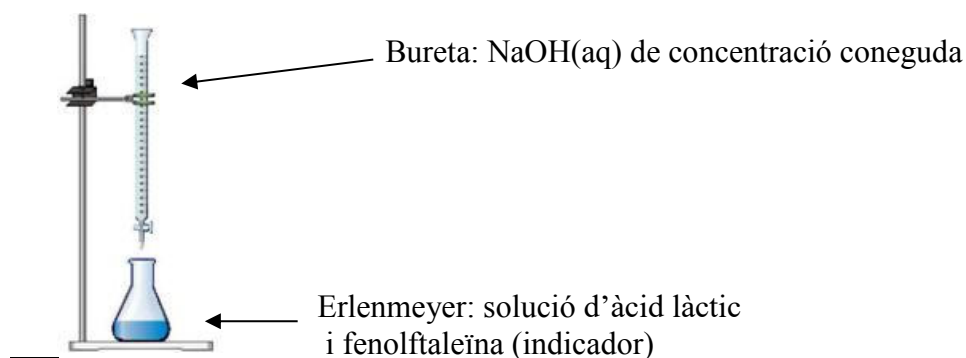 Bureta: NaOH(aq) de concentració coneguda
Erlenmeyer: solució d’àcid làctic
i fenolftaleïna (indicador)